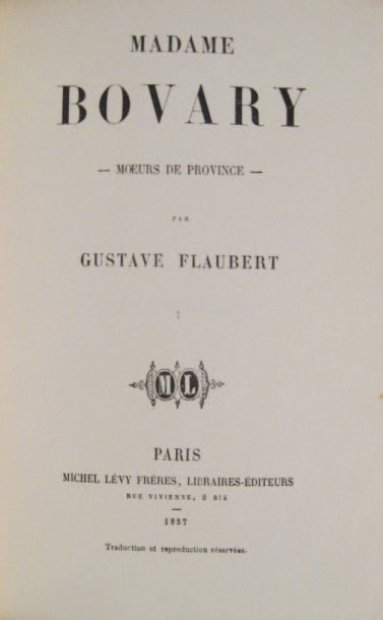 MADAME
BOVARY
— MŒURS DE PROVINCE —
PAR
GUSTAVE FLAUBERT
I
ML
PARIS
MICHEL LÉVY FRÈRES, LIBRAIRES-ÉDITEURS
RUE VIVIENNE, 2 BIS
—
1857
Traduction et reproduction réservées.